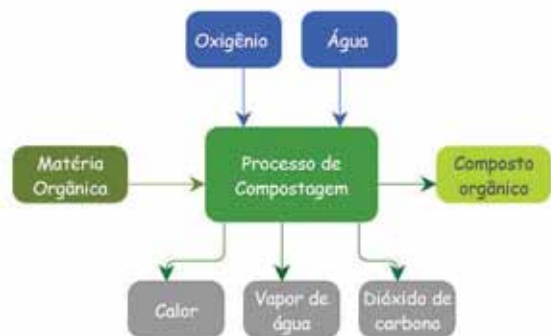 Oxigênio
Água
Matéria
Orgânica
Processo de
Compostagem
Composto
orgânico
Calor
Vapor de
água
Dióxido de
carbono